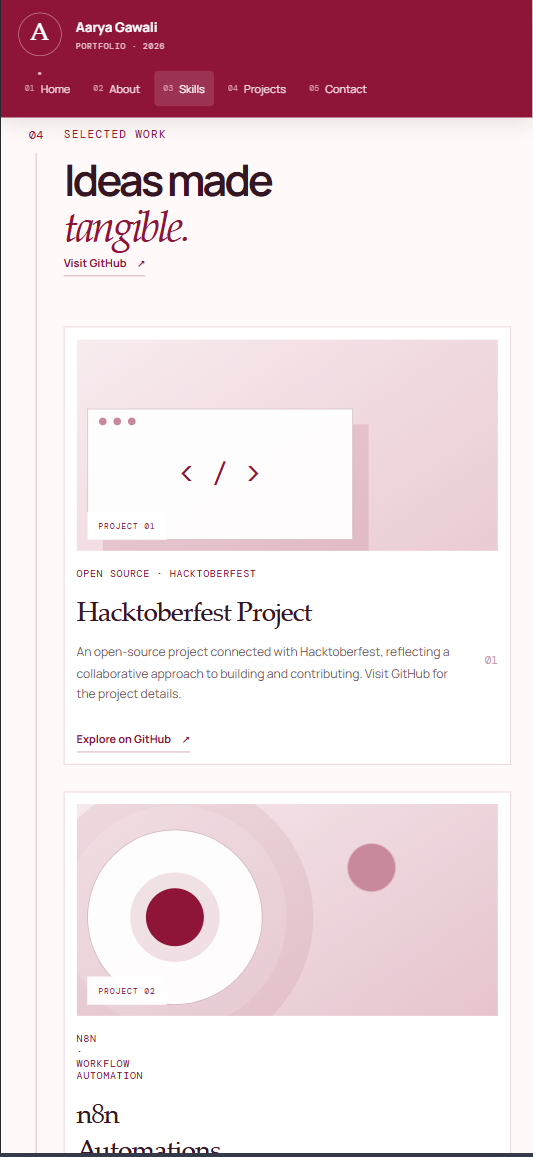 A
Aarya Gawali
PORTFOLIO · 2026
01 Home 02 About 03 Skills 04 Projects 05 Contact
04 SELECTED WORK
Ideas made
tangible.
Visit GitHub ↗
< / >
PROJECT 01
OPEN SOURCE · HACKTOBERFEST
Hacktoberfest Project
An open-source project connected with Hacktoberfest, reflecting a
collaborative approach to building and contributing. Visit GitHub for
the project details.
01
Explore on GitHub ↗
PROJECT 02
N8N
·
WORKFLOW
AUTOMATION
n8n
Automations